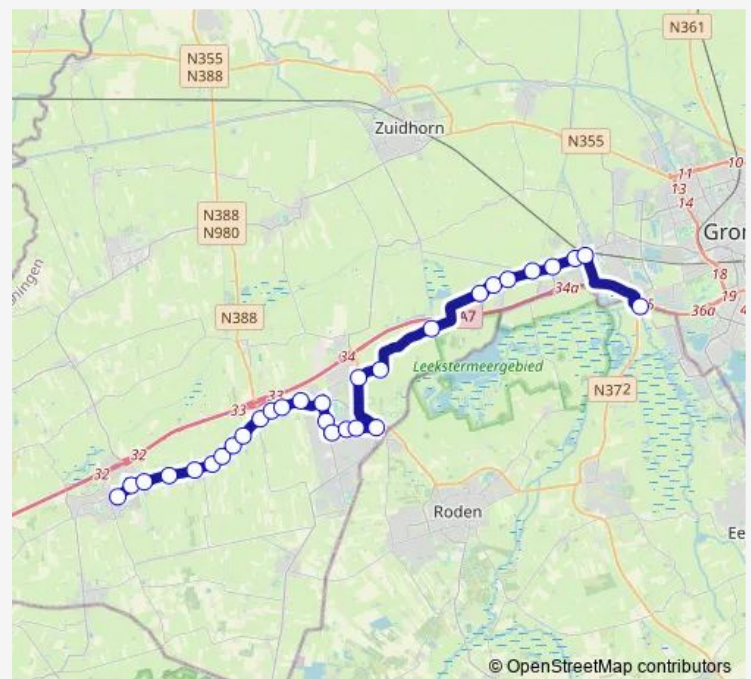 N361
N355
N388
Zuidhorn
N355
11
10
13
14
N388
N980
Gron
ningen
18
34a
N388
A7
36a
19
34
Leekstermeergebied
33
33
N372
32
32
Roden
Ee
© OpenStreetMap contributors